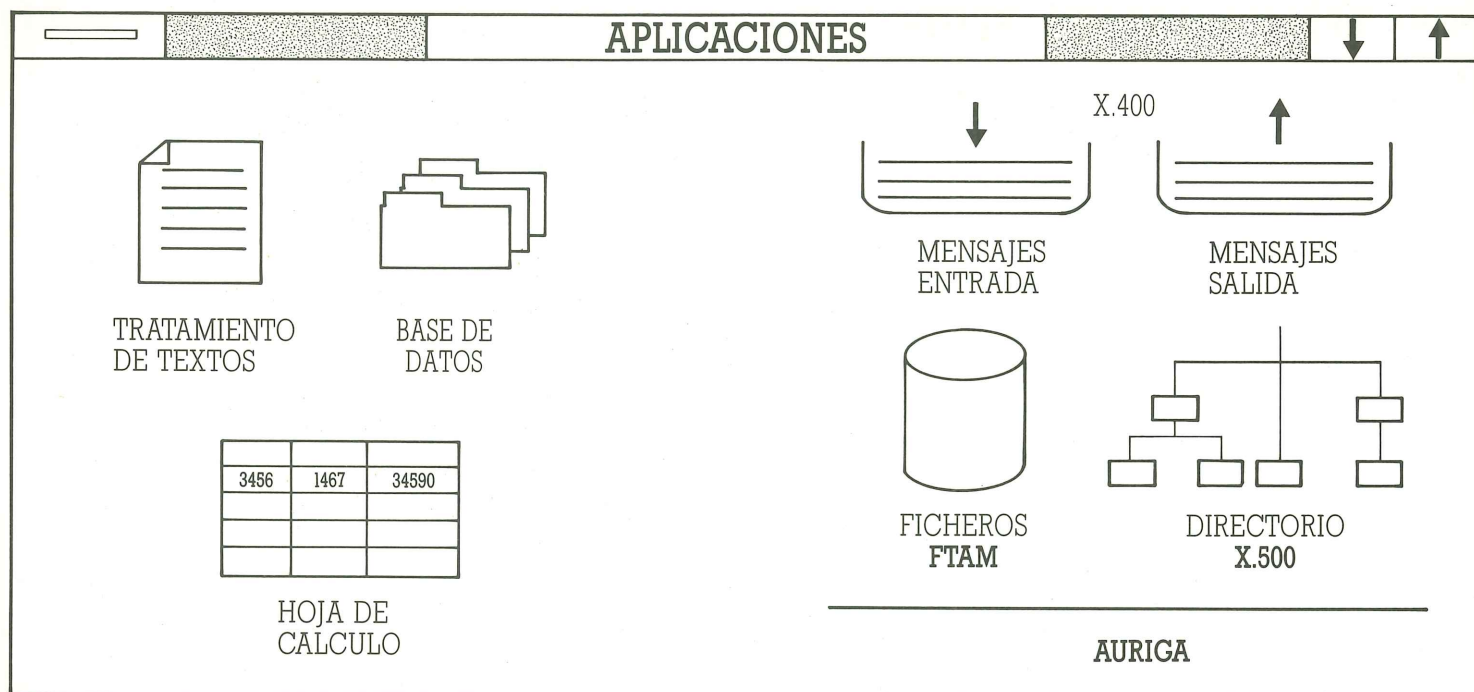 APLICACIONES
TRATAMIENTO
DE TEXTOS
BASE DE
DATOS
3456 1467 34590
HOJA DE
CALCULO
X.400
MENSAJES
ENTRADA
MENSAJES
SALIDA
FICHEROS
FTAM
DIRECTORIO
X.500
AURIGA